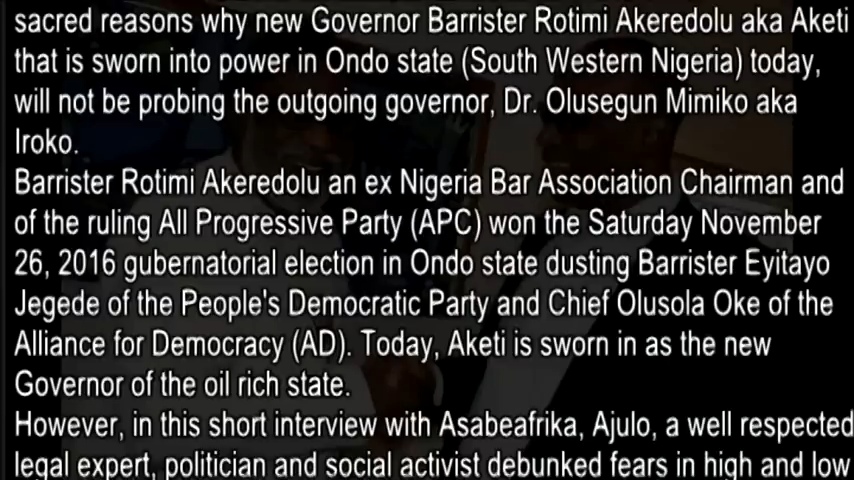 sacred reasons why new Governor Barrister Rotimi Akeredolu aka Aketi
that is sworn into power in Ondo state (South Western Nigeria) today,
will not be probing the outgoing governor, Dr. Olusegun Mimiko aka
Iroko.
Barrister Rotimi Akeredolu an ex Nigeria Bar Association Chairman and
of the ruling All Progressive Party (APC) won the Saturday November
26, 2016 gubernatorial election in Ondo state dusting Barrister Eyitayo
Jegede of the People's Democratic Party and Chief Olusola Oke of the
Alliance for Democracy (AD). Today, Aketi is sworn in as the new
Governor of the oil rich state.
However, in this short interview with Asabeafrika, Ajulo, a well respected
legal expert, politician and social activist debunked fears in high and low